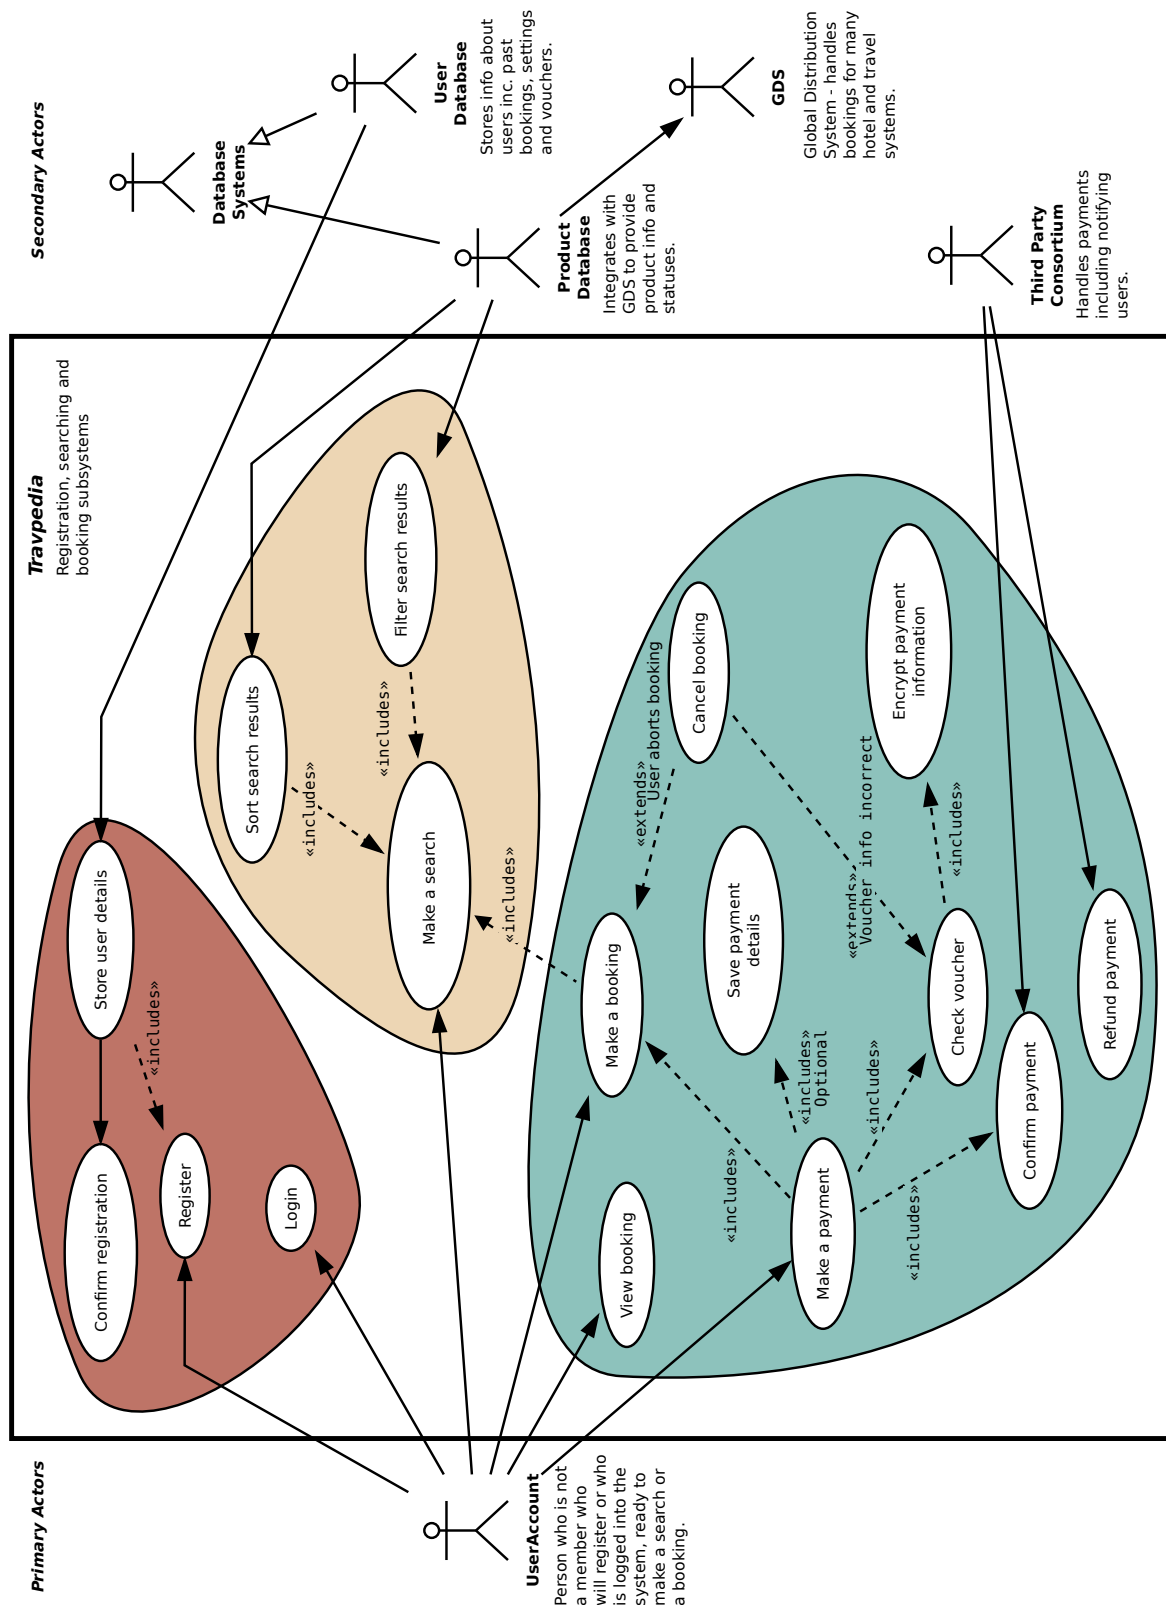 Primary Actors
UserAccount
Person who is not
a member who
will register or who
is logged into the
system, ready to
make a search or
a booking.
Travpedia
Registration, searching and
booking subsystems
Confirm registration
Store user details
Register
«includes»
Login
Sort search results
«includes»
Filter search results
«includes»
Make a search
«includes»
View booking
Make a booking
«extends»
User aborts booking
Cancel booking
«includes»
Save payment
details
«includes»
Optional
Make a payment
«includes»
«extends»
Voucher info incorrect
Encrypt payment
information
«includes»
Check voucher
«includes»
Confirm payment
Refund payment
Secondary Actors
Database
Systems
User
Database
Stores info about
users inc. past
bookings, settings
and vouchers.
Product
Database
Integrates with
GDS to provide
product info and
statuses.
GDS
Global Distribution
System - handles
bookings for many
hotel and travel
systems.
Third Party
Consortium
Handles payments
including notifying
users.